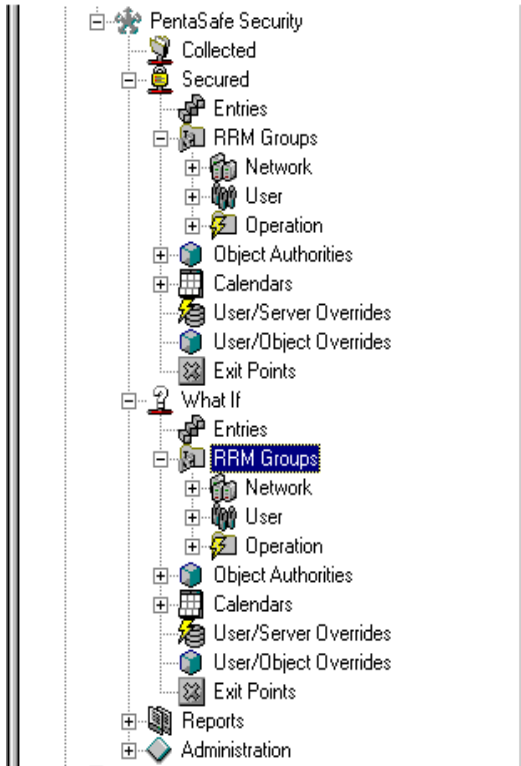 PentaSafe Security
Collected
Secured
Entries
RRM Groups
Network
User
Operation
Object Authorities
Calendars
User/Server Overrides
User/Object Overrides
Exit Points
What If
Entries
RRM Groups
Network
User
Operation
Object Authorities
Calendars
User/Server Overrides
User/Object Overrides
Exit Points
Reports
Administration